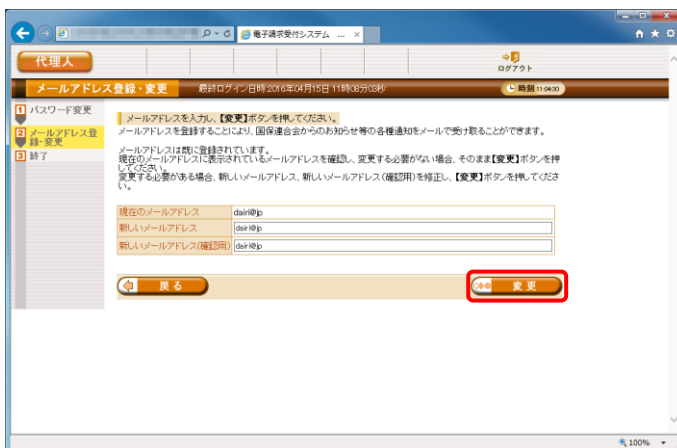 電子請求受付システム ... ×
代理人
ログアウト
メールアドレス登録・変更 最終ログイン日時 2016年04月15日 11時08分03秒 時刻 11:04:30
1 パスワード変更
2 メールアドレス登録・変更
3 終了
メールアドレスを入力し、【変更】ボタンを押してください。
メールアドレスを登録することにより、国保連合会からのお知らせ等の各種通知をメールで受け取ることができます。
メールアドレスは既に登録されています。
現在のメールアドレスに表示されているメールアドレスを確認し、変更する必要がない場合、そのまま【変更】ボタンを押
してください。
変更する必要がある場合、新しいメールアドレス、新しいメールアドレス(確認用)を修正し、【変更】ボタンを押してくださ
い。
現在のメールアドレス dairi@jp
新しいメールアドレス dairi@jp
新しいメールアドレス(確認用) dairi@jp
戻る
変更
100%